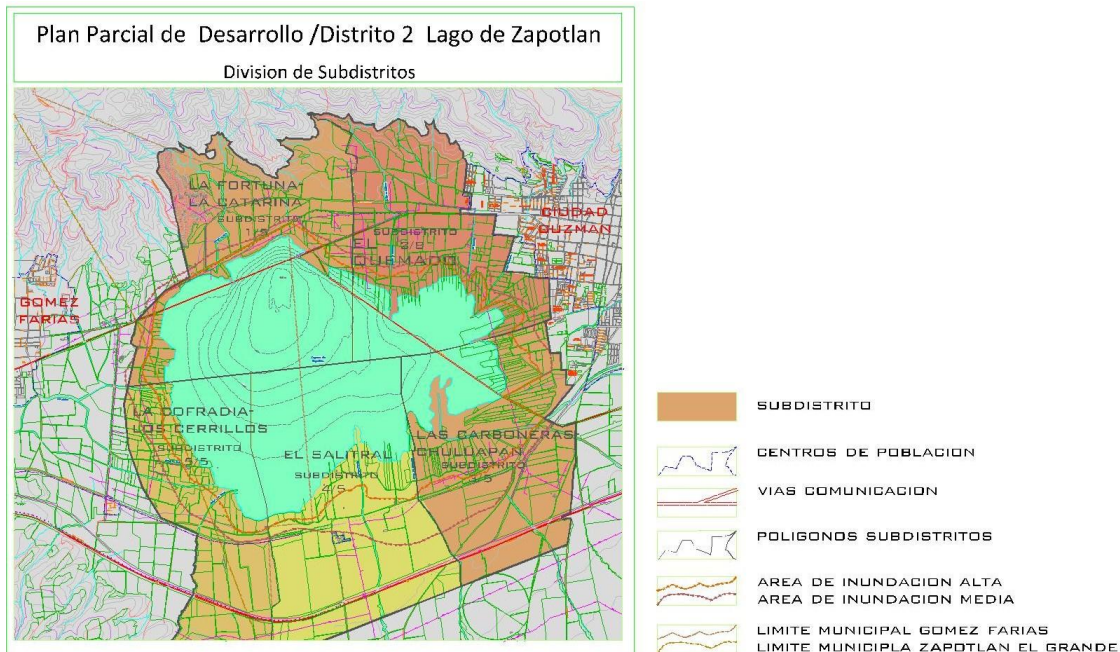 Plan Parcial de Desarrollo /Distrito 2 Lago de Zapotlan
Division de Subdistritos
LA FORTUNA-
LA CATARINA
SUBDISTRITO
CIUDAD
GUZMAN
SUBDISTRITO
EL
QUEMADO
GOMEZ
FARIAS
LA COFRADIA-
LOS CERRILLOS
SUBDISTRITO
EL SALITRAL
SUBDISTRITO
LAS CARBONERAS
CHULUAPAN
SUBDISTRITO
SUBDISTRITO
CENTROS DE POBLACION
VIAS COMUNICACION
POLIGONOS SUBDISTRITOS
AREA DE INUNDACION ALTA
AREA DE INUNDACION MEDIA
LIMITE MUNICIPAL GOMEZ FARIAS
LIMITE MUNICIPLA ZAPOTLAN EL GRANDE